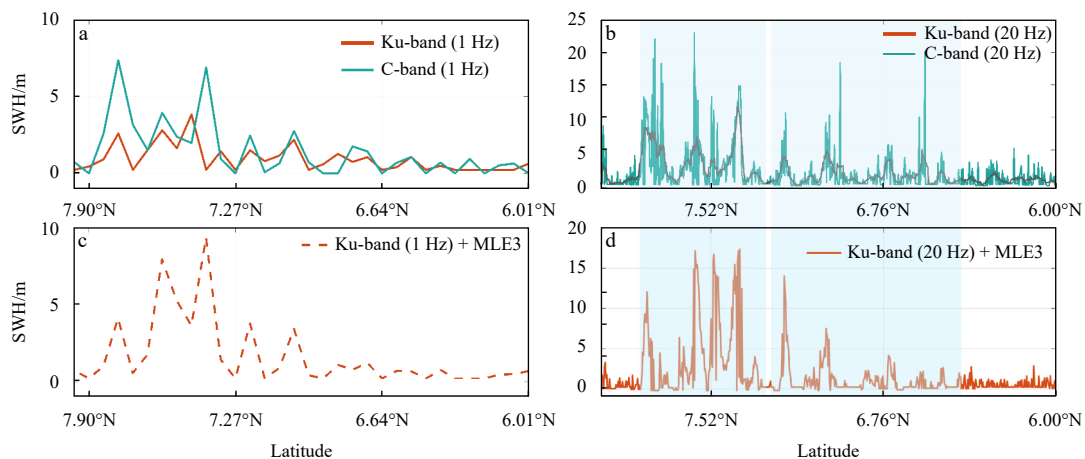 10
a
Ku-band (1 Hz)
C-band (1 Hz)
5
0
SWH/m
7.90°N 7.27°N 6.64°N 6.01°N
25
b
Ku-band (20 Hz)
C-band (20 Hz)
20
15
10
5
0
7.52°N 6.76°N 6.00°N
10
c
Ku-band (1 Hz) + MLE3
5
0
SWH/m
7.90°N 7.27°N 6.64°N 6.01°N
Latitude
20
d
Ku-band (20 Hz) + MLE3
15
10
5
0
7.52°N 6.76°N 6.00°N
Latitude